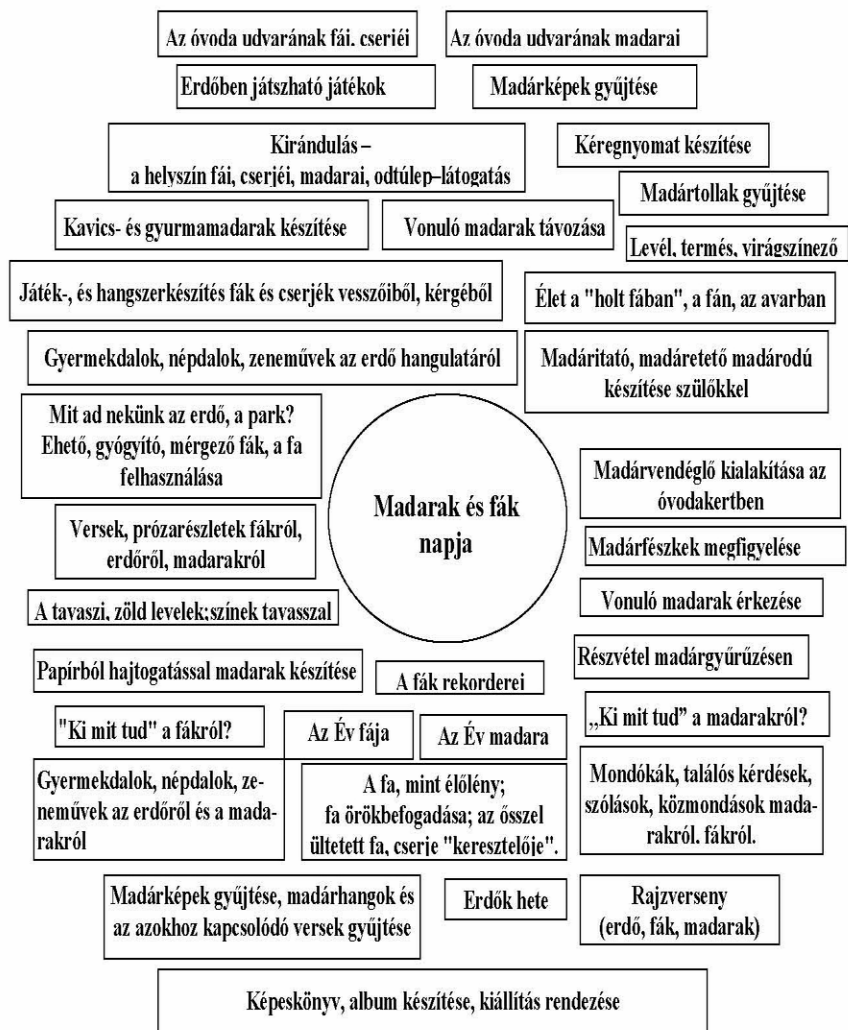 Az óvoda udvarának fái. cserjéi
Az óvoda udvarának madarai
Erdőben játszható játékok
Madárképek gyűjtése
Kirándulás –
a helyszín fái, cserjéi, madarai, odtúlep–látogatás
Kéregnyomat készítése
Madártollak gyűjtése
Kavics- és gyurmamadarak készítése
Vonuló madarak távozása
Levél, termés, virágszínező
Játék-, és hangszerkészítés fák és cserjék vesszőiből, kérgéből
Élet a "holt fában", a fán, az avarban
Gyermekdalok, népdalok, zeneművek az erdő hangulatáról
Madáritató, madáretető madárodú
készítése szülőkkel
Mit ad nekünk az erdő, a park?
Ehető, gyógyító, mérgező fák, a fa
felhasználása
Madarak és fák
napja
Madárvendéglő kialakítása az
óvodakertben
Versek, prózarészletek fákról,
erdőről, madarakról
Madárfészkek megfigyelése
A tavaszi, zöld levelek;színek tavasszal
Vonuló madarak érkezése
Papírból hajtogatással madarak készítése
A fák rekorderei
Részvétel madárgyűrűzésen
"Ki mit tud" a fákról?
Az Év fája
Az Év madara
„Ki mit tud” a madarakról?
Gyermekdalok, népdalok, ze-
neművek az erdőről és a mada-
rakról
A fa, mint élőlény;
fa örökbefogadása; az ősszel
ültetett fa, cserje "keresztelője".
Mondókák, találós kérdések,
szólások, közmondások mada-
rakról. fákról.
Madárképek gyűjtése, madárhangok és
az azokhoz kapcsolódó versek gyűjtése
Erdők hete
Rajzverseny
(erdő, fák, madarak)
Képeskönyv, album készítése, kiállítás rendezése